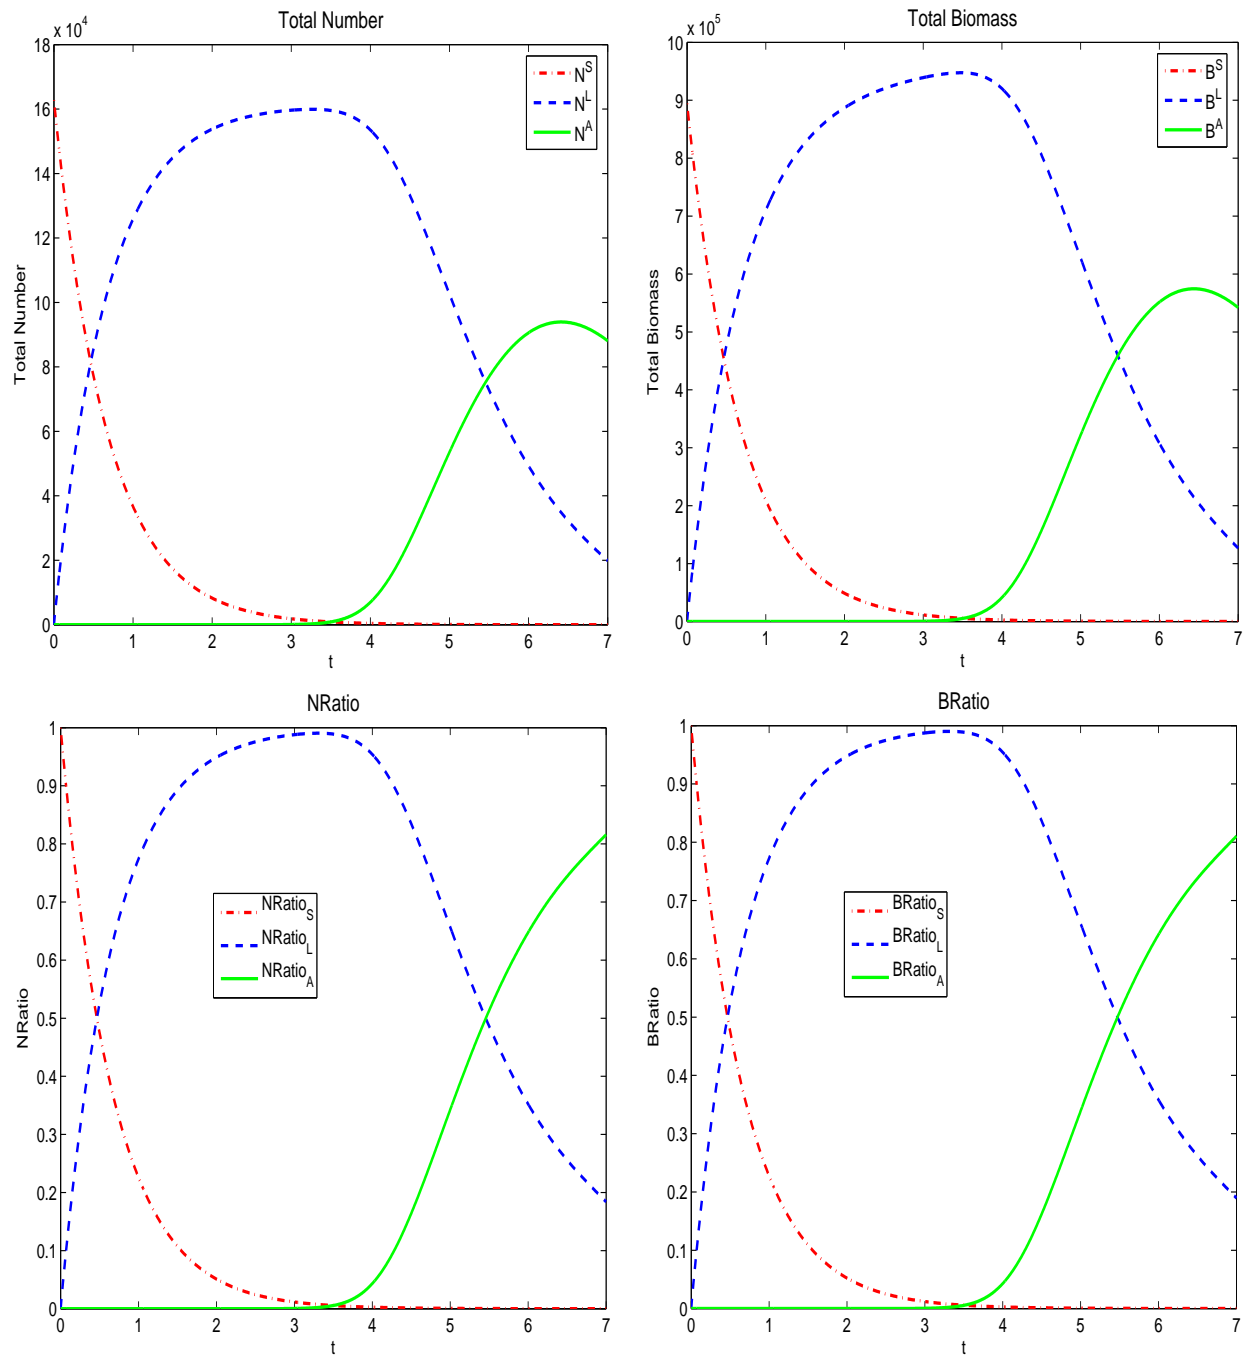 Total Number
x 10^4
18
16
14
12
10
8
6
4
2
0
0 1 2 3 4 5 6 7
Total Number
t
N^S
N^L
N^A
Total Biomass
x 10^5
10
9
8
7
6
5
4
3
2
1
0
0 1 2 3 4 5 6 7
Total Biomass
t
B^S
B^L
B^A
NRatio
1
0.9
0.8
0.7
0.6
0.5
0.4
0.3
0.2
0.1
0
0 1 2 3 4 5 6 7
NRatio
t
NRatio_S
NRatio_L
NRatio_A
BRatio
1
0.9
0.8
0.7
0.6
0.5
0.4
0.3
0.2
0.1
0
0 1 2 3 4 5 6 7
BRatio
t
BRatio_S
BRatio_L
BRatio_A